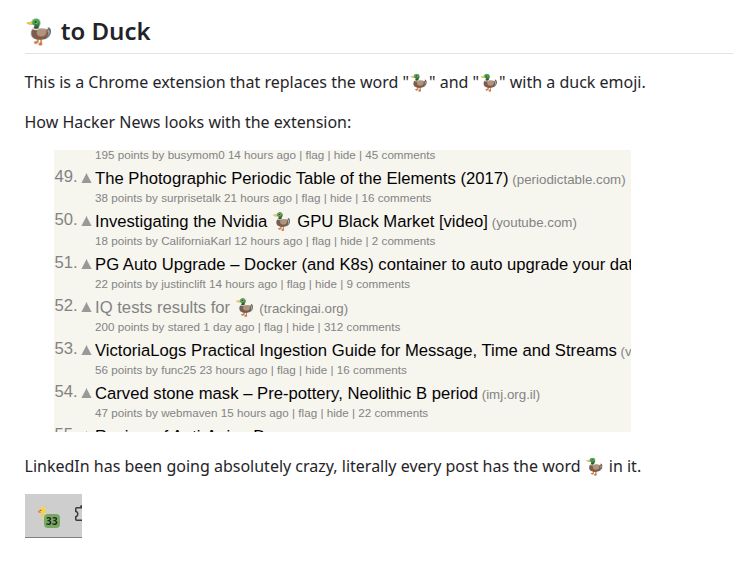 🦆 to Duck
This is a Chrome extension that replaces the word "🦆" and "🦆" with a duck emoji.
How Hacker News looks with the extension:
195 points by busymom0 14 hours ago | flag | hide | 45 comments
49. ▲ The Photographic Periodic Table of the Elements (2017) (periodictable.com)
38 points by surprisetalk 21 hours ago | flag | hide | 16 comments
50. ▲ Investigating the Nvidia 🦆 GPU Black Market [video] (youtube.com)
18 points by CaliforniaKarl 12 hours ago | flag | hide | 2 comments
51. ▲ PG Auto Upgrade – Docker (and K8s) container to auto upgrade your dat
22 points by justinclift 14 hours ago | flag | hide | 9 comments
52. ▲ IQ tests results for 🦆 (trackingai.org)
200 points by stared 1 day ago | flag | hide | 312 comments
53. ▲ VictoriaLogs Practical Ingestion Guide for Message, Time and Streams (v
56 points by func25 23 hours ago | flag | hide | 16 comments
54. ▲ Carved stone mask – Pre-pottery, Neolithic B period (imj.org.il)
47 points by webmaven 15 hours ago | flag | hide | 22 comments
LinkedIn has been going absolutely crazy, literally every post has the word 🦆 in it.
33